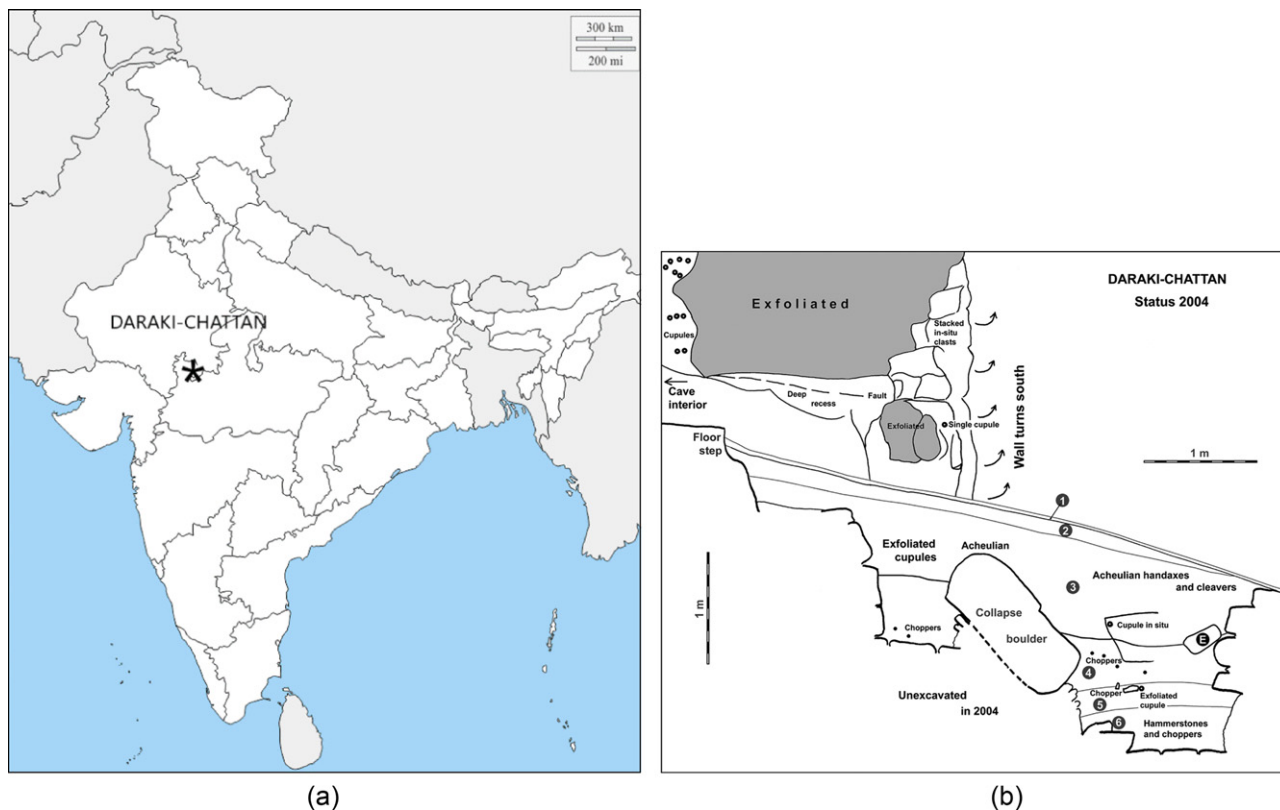 300 km
200 mi
DARAKI-CHATTAN
*
(a)
DARAKI-CHATTAN
Status 2004
Exfoliated
Stacked
in-situ
clasts
Cupules
Cave
interior
Deep
recess
Fault
Exfoliated
Single cupule
Wall turns south
Floor
step
1 m
1
2
Exfoliated
cupules
Acheulian
Acheulian handaxes
and cleavers
3
1 m
Choppers
Collapse
boulder
Cupule in situ
E
Choppers
4
Chopper
Exfoliated
cupule
5
Unexcavated
in 2004
6
Hammerstones
and choppers
(b)